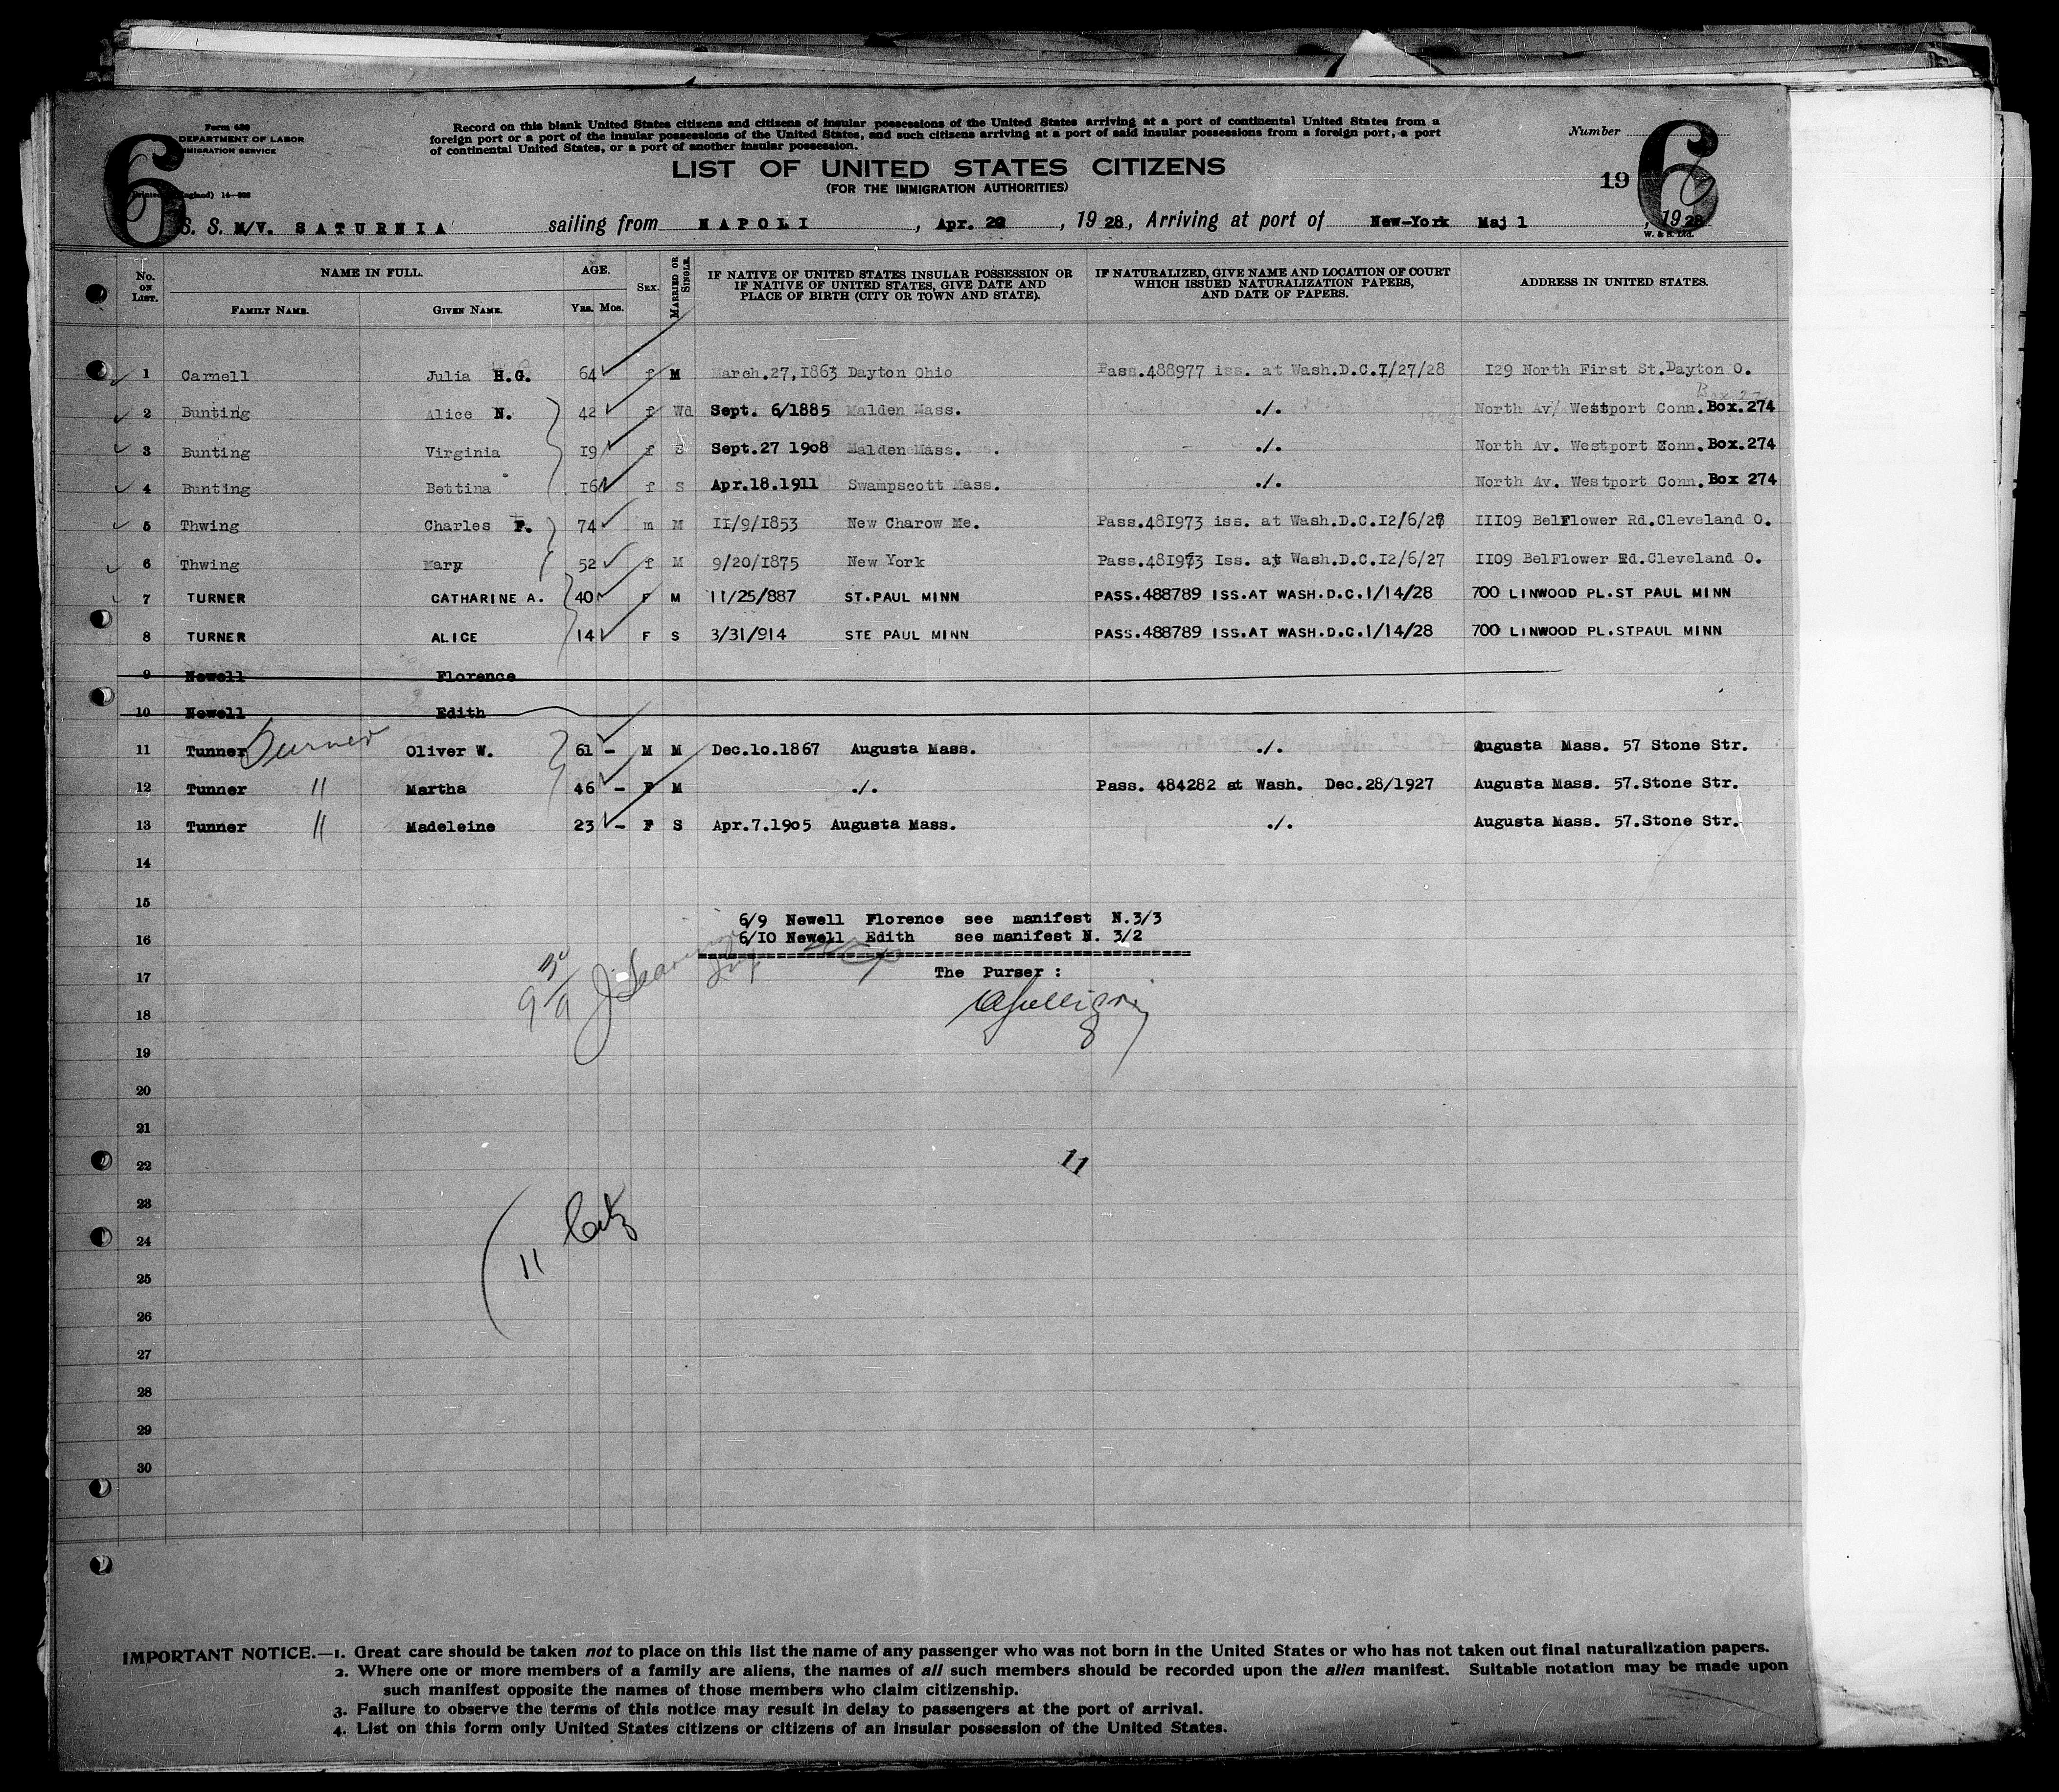 Form 630
DEPARTMENT OF LABOR
IMMIGRATION SERVICE
Record on this blank United States citizens and citizens of insular possessions of the United States arriving at a port of continental United States from a
foreign port or a port of the insular possessions of the United States, and such citizens arriving at a port of said insular possessions from a foreign port, a port
of continental United States, or a port of another insular possession.
Number
6
6
LIST OF UNITED STATES CITIZENS
(FOR THE IMMIGRATION AUTHORITIES)
19
14—608
S. S. M/V. SATURNIA sailing from NAPOLI, Apr. 20, 19 28, Arriving at port of New-York Maj 1, 1928
W. & S. Ltd.
No. ON LIST. NAME IN FULL. AGE. SEX. MARRIED OR SINGLE. IF NATIVE OF UNITED STATES INSULAR POSSESSION OR IF NATIVE OF UNITED STATES, GIVE DATE AND PLACE OF BIRTH (CITY OR TOWN AND STATE). IF NATURALIZED, GIVE NAME AND LOCATION OF COURT WHICH ISSUED NATURALIZATION PAPERS, AND DATE OF PAPERS. ADDRESS IN UNITED STATES.
FAMILY NAME. GIVEN NAME. YRS. MOS.
1 Carnell Julia H.G. 64 f M March.27,1863 Dayton Ohio Pass.488977 iss. at Wash.D.C.1/27/28 129 North First St.Dayton O.
2 Bunting Alice N. 42 f Wd Sept. 6/1885 Malden Mass. ./. North Av/ Westport Conn.Box.274
3 Bunting Virginia 19 f S Sept.27 1908 Malden Mass. ./. North Av. Westport Conn.Box.274
4 Bunting Bettina 16 f S Apr.18.1911 Swampscott Mass. ./. North Av. Westport Conn.Box 274
5 Thwing Charles F. 74 m M 11/9/1853 New Charow Me. Pass.481973 iss. at Wash.D.C.12/6/27 11109 BelFlower Rd.Cleveland O.
6 Thwing Mary 52 f M 9/20/1875 New York Pass.481973 Iss. at Wash.D.C.12/6/27 1109 BelFlower Rd.Cleveland O.
7 TURNER CATHARINE A. 40 F M 11/25/887 ST.PAUL MINN PASS.488789 ISS.AT WASH.D.C.1/14/28 700 LINWOOD PL.ST PAUL MINN
8 TURNER ALICE 14 F S 3/31/914 STE PAUL MINN PASS.488789 ISS.AT WASH.D.C.1/14/28 700 LINWOOD PL.STPAUL MINN
9 Newell Florence
10 Newell Edith
11 Tunner Turner Oliver W. 61 - M M Dec.10.1867 Augusta Mass. ./. Augusta Mass. 57 Stone Str.
12 Tunner " Martha 46 - F M ./. Pass. 484282 at Wash. Dec.28/1927 Augusta Mass. 57.Stone Str.
13 Tunner " Madeleine 23 - F S Apr.7.1905 Augusta Mass. ./. Augusta Mass. 57.Stone Str.
14
15
6/9 Newell Florence see manifest N.3/3
16 6/10 Newell Edith see manifest N. 3/2
17 The Purser :
18
19
20
21
22 11
23
24
11 Citz
25
26
27
28
29
30
IMPORTANT NOTICE.—1. Great care should be taken not to place on this list the name of any passenger who was not born in the United States or who has not taken out final naturalization papers.
2. Where one or more members of a family are aliens, the names of all such members should be recorded upon the alien manifest. Suitable notation may be made upon
such manifest opposite the names of those members who claim citizenship.
3. Failure to observe the terms of this notice may result in delay to passengers at the port of arrival.
4. List on this form only United States citizens or citizens of an insular possession of the United States.